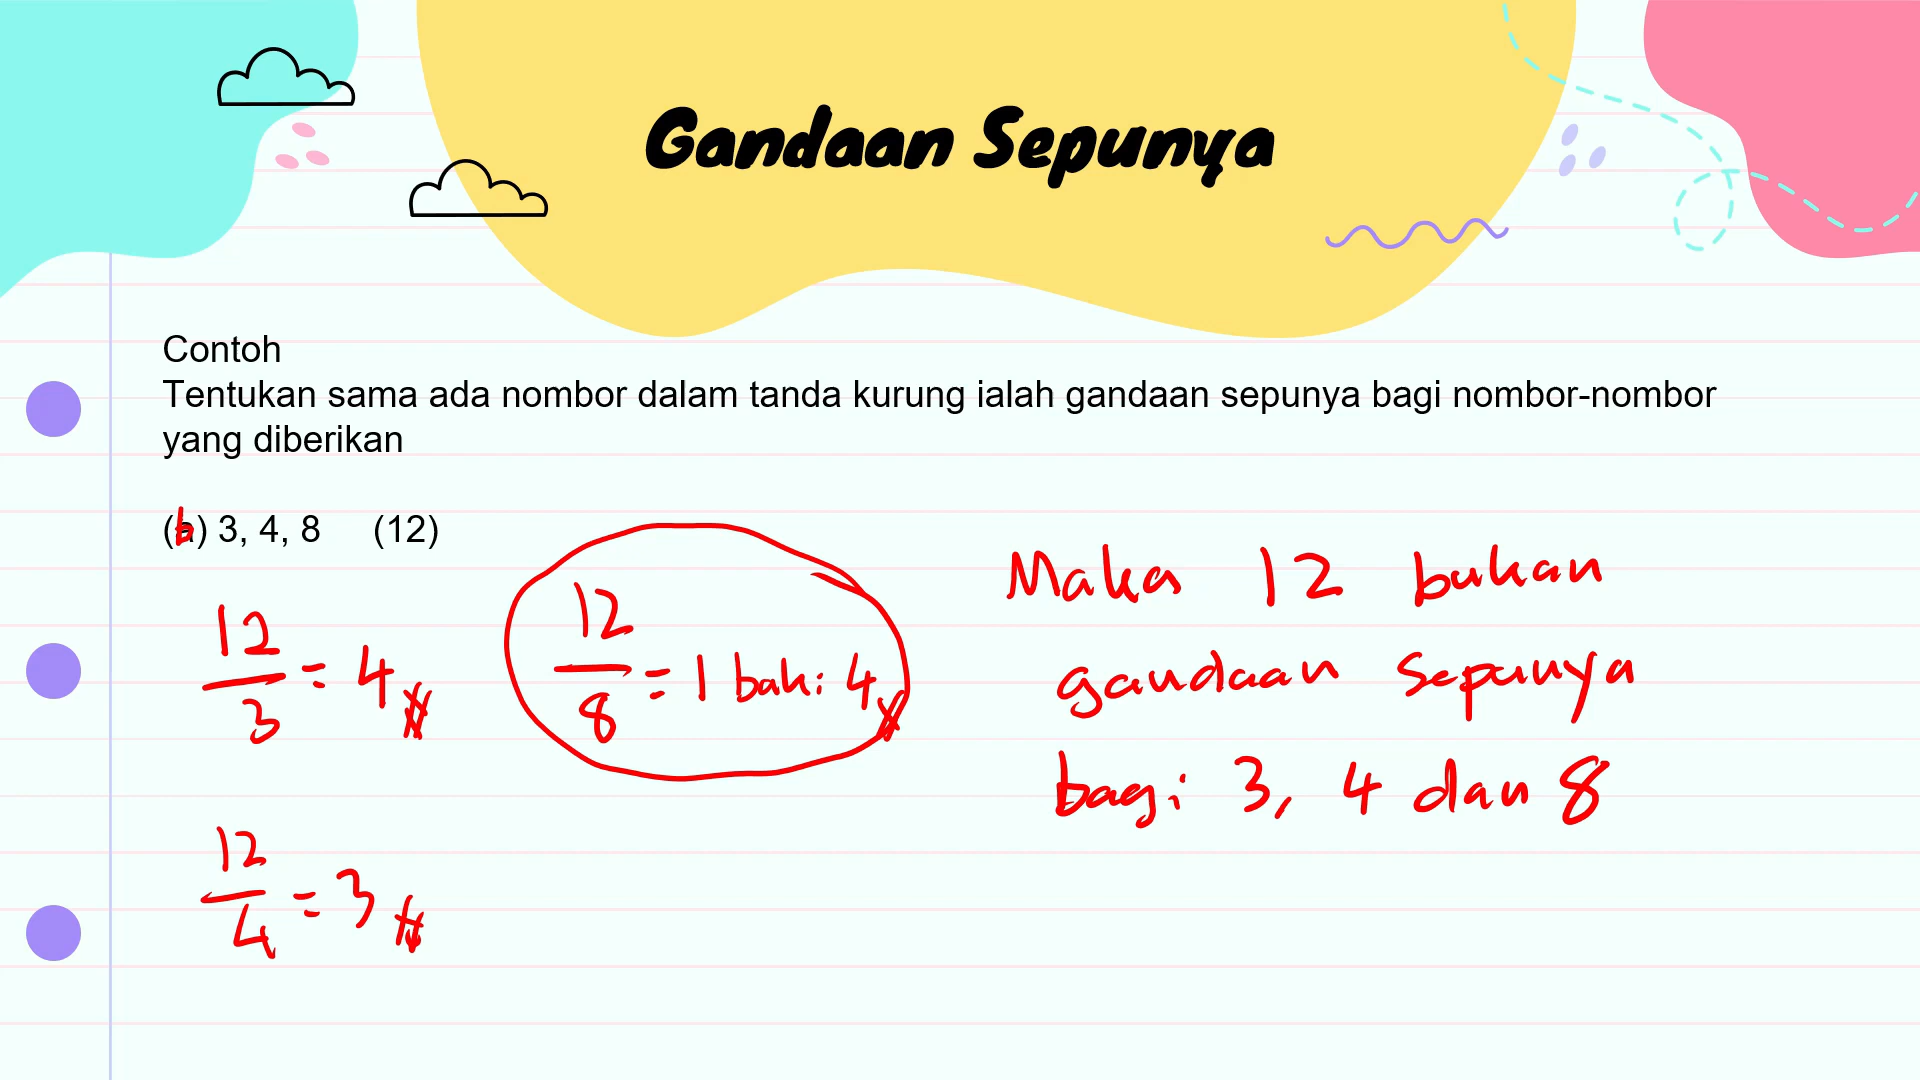 Gandaan Sepunya
Contoh
Tentukan sama ada nombor dalam tanda kurung ialah gandaan sepunya bagi nombor-nombor
yang diberikan
(b) 3, 4, 8 (12)
12/3 = 4
12/8 = 1 baki 4
12/4 = 3
Maka 12 bukan
gandaan sepunya
bagi 3, 4 dan 8